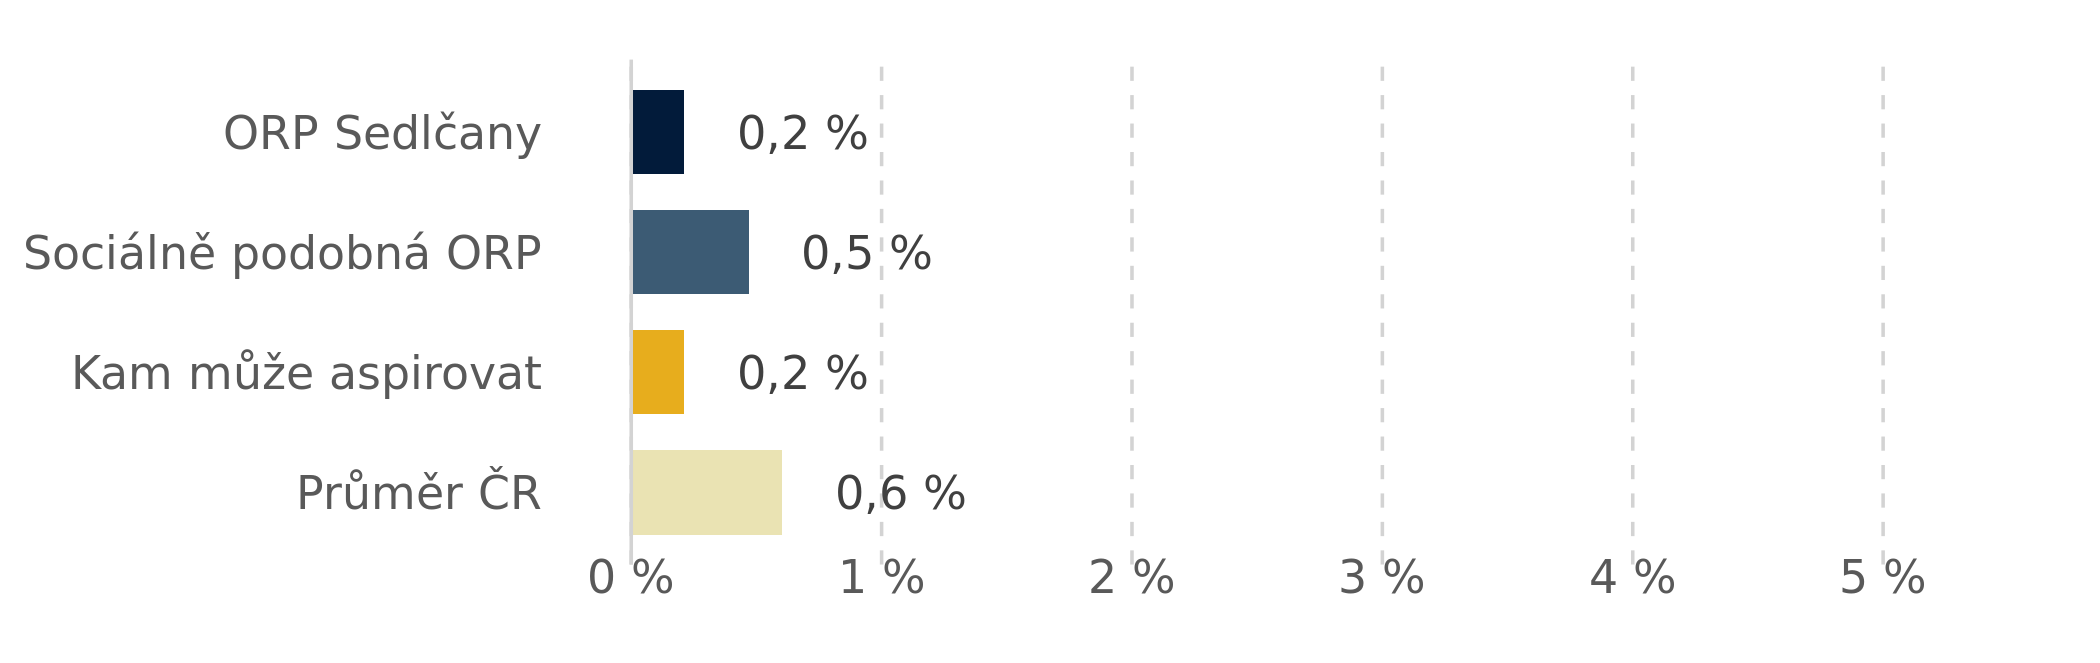 ORP Sedlčany 0,2 %
Sociálně podobná ORP 0,5 %
Kam může aspirovat 0,2 %
Průměr ČR 0,6 %
0 % 1 % 2 % 3 % 4 % 5 %